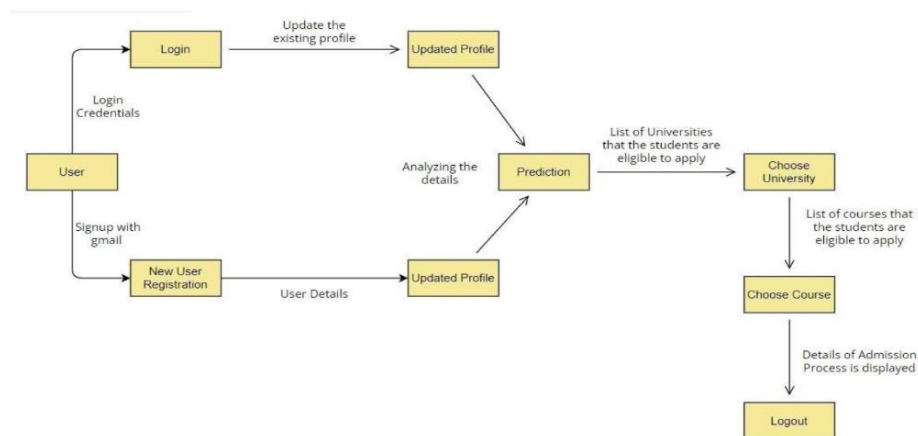 Update the
existing profile
Login
Updated Profile
Login
Credentials
List of Universities
that the students are
eligible to apply
User
Analyzing the
details
Prediction
Choose
University
Signup with
gmail
List of courses that
the students are
eligible to apply
New User
Registration
User Details
Updated Profile
Choose Course
Details of Admission
Process is displayed
Logout